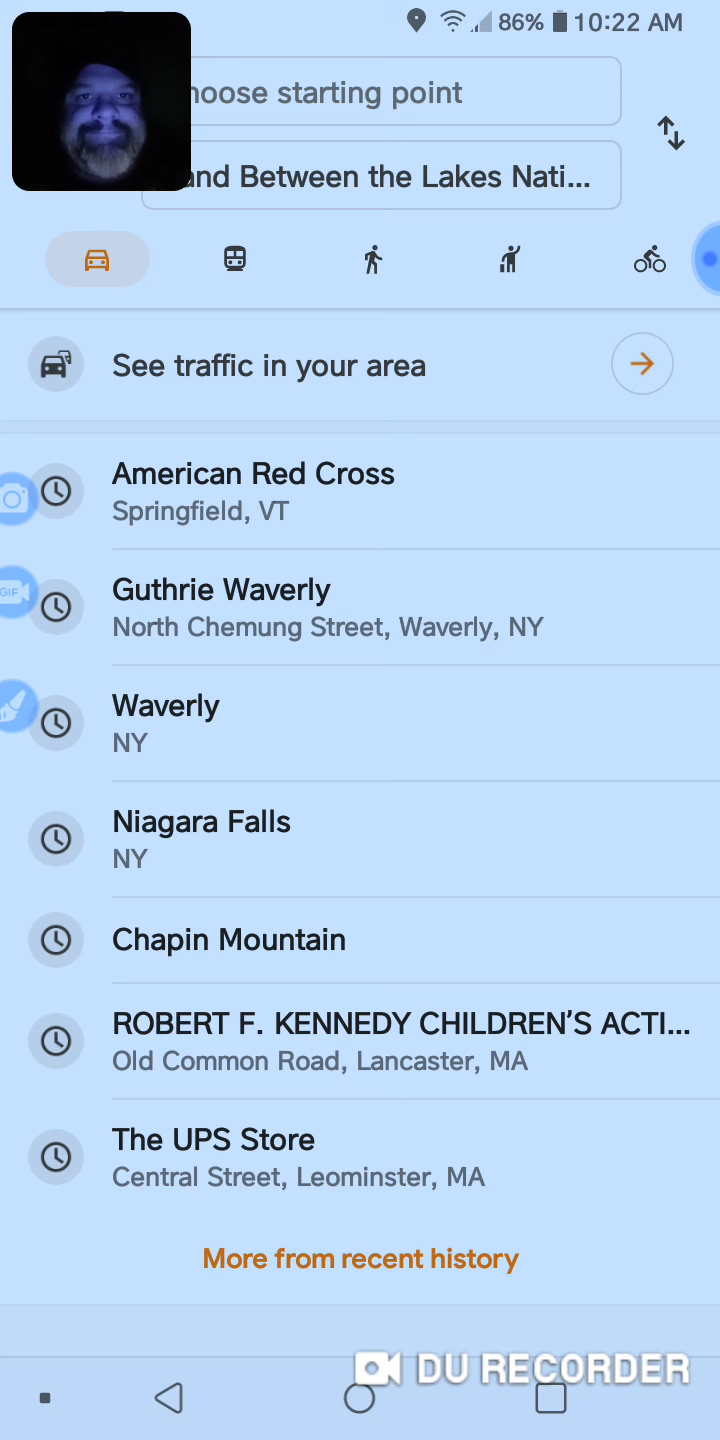 86% 10:22 AM
hoose starting point
and Between the Lakes Nati...
See traffic in your area
American Red Cross
Springfield, VT
Guthrie Waverly
North Chemung Street, Waverly, NY
GIF
Waverly
NY
Niagara Falls
NY
Chapin Mountain
ROBERT F. KENNEDY CHILDREN'S ACTI...
Old Common Road, Lancaster, MA
The UPS Store
Central Street, Leominster, MA
More from recent history
DU RECORDER